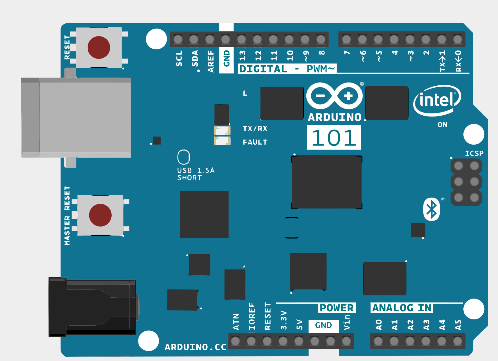 RESET
SCL
SDA
AREF
GND
13
12
11
10
~9
8
7
~6
~5
4
~3
2
TX→1
RX←0
DIGITAL - PWM~
L
TX/RX
FAULT
ARDUINO
101
intel
ON
ICSP
USB 1.5A
SHORT
MASTER RESET
POWER
ANALOG IN
ATN
IOREF
RESET
3.3V
5V
GND
Vin
A0
A1
A2
A3
A4
A5
ARDUINO.CC